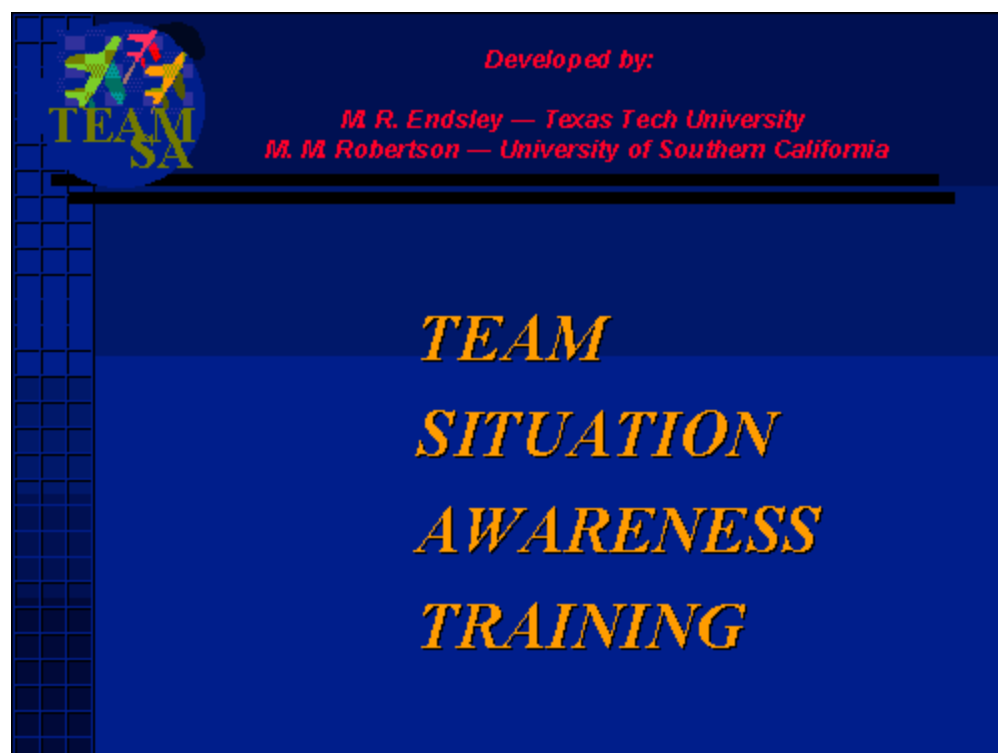 TEAM
SA
Developed by:
M. R. Endsley — Texas Tech University
M. M. Robertson — University of Southern California
TEAM
SITUATION
AWARENESS
TRAINING